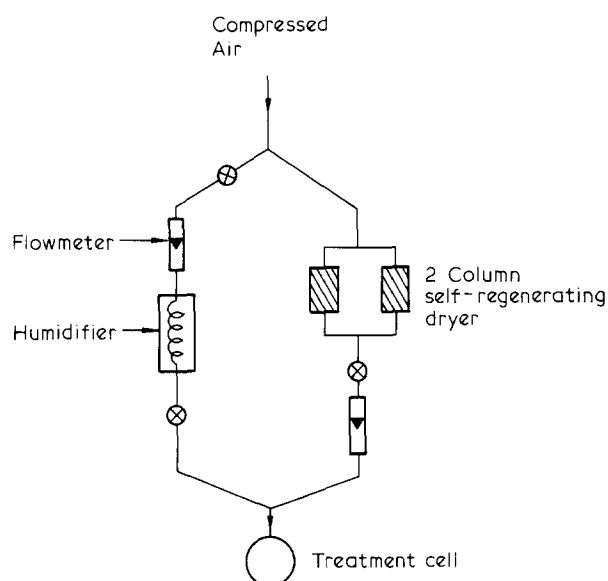 Compressed
Air
Flowmeter
2 Column
self-regenerating
dryer
Humidifier
Treatment cell